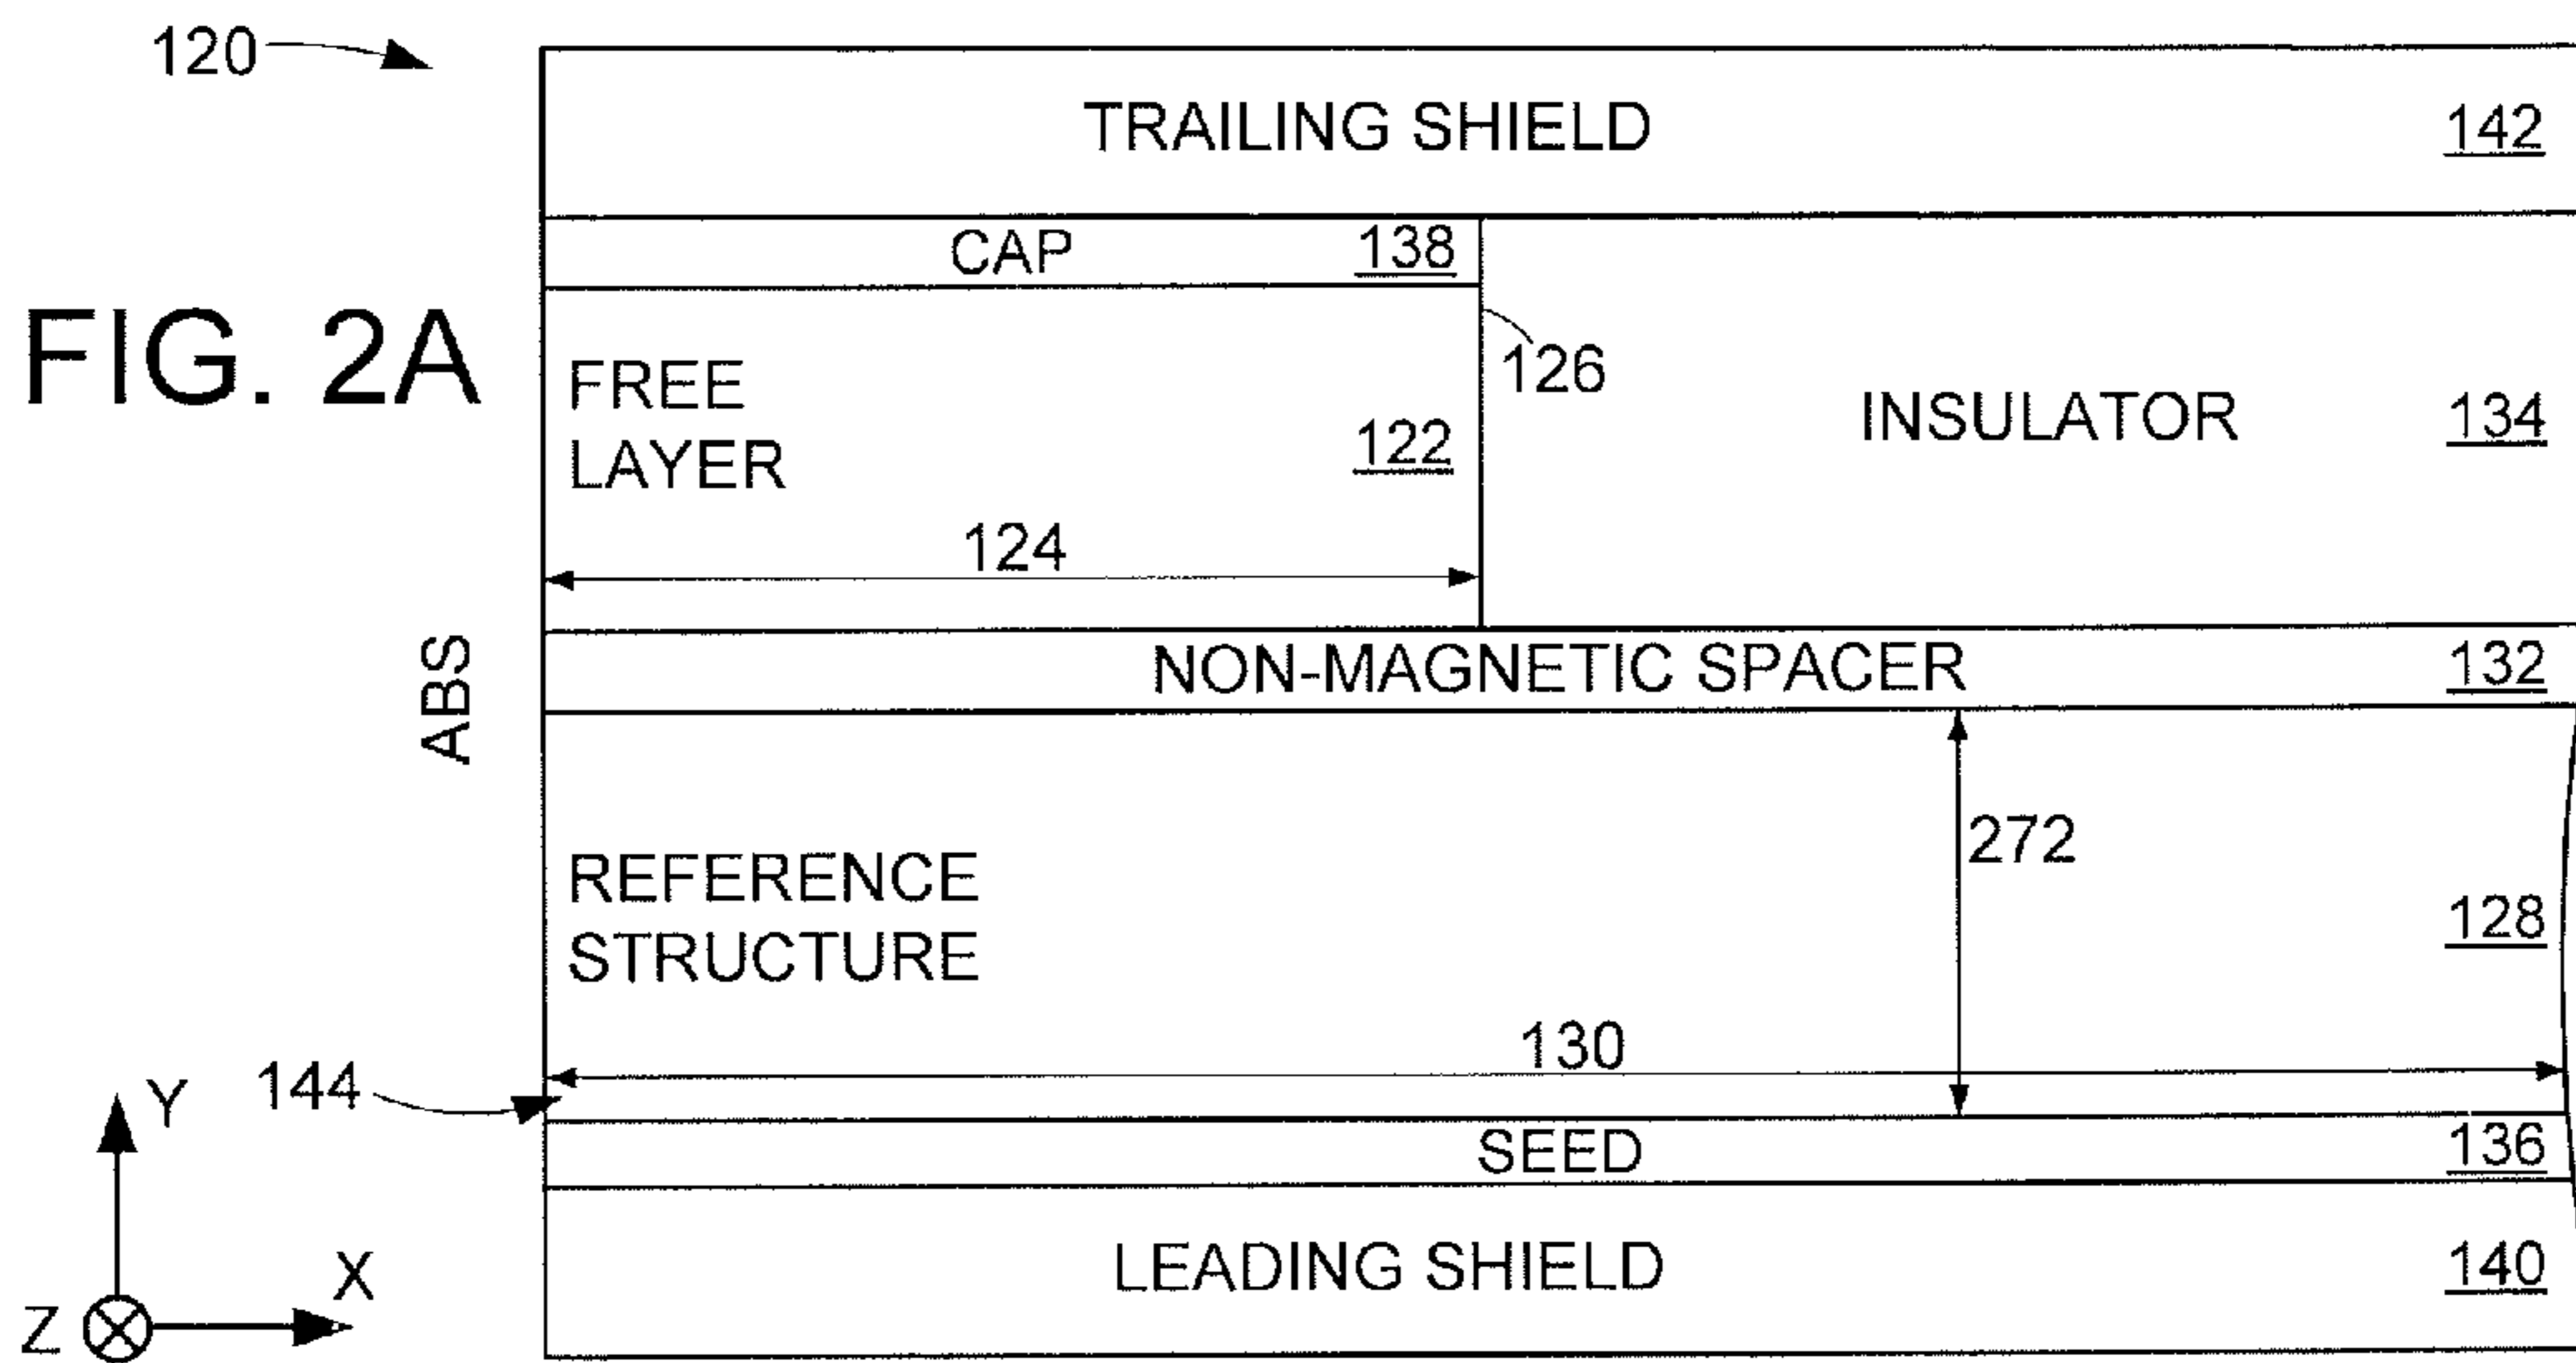 120
TRAILING SHIELD 142
CAP 138
FIG. 2A
FREE
LAYER 122
126
INSULATOR 134
124
ABS
NON-MAGNETIC SPACER 132
272
REFERENCE
STRUCTURE 128
130
144
SEED 136
LEADING SHIELD 140
Y
X
Z